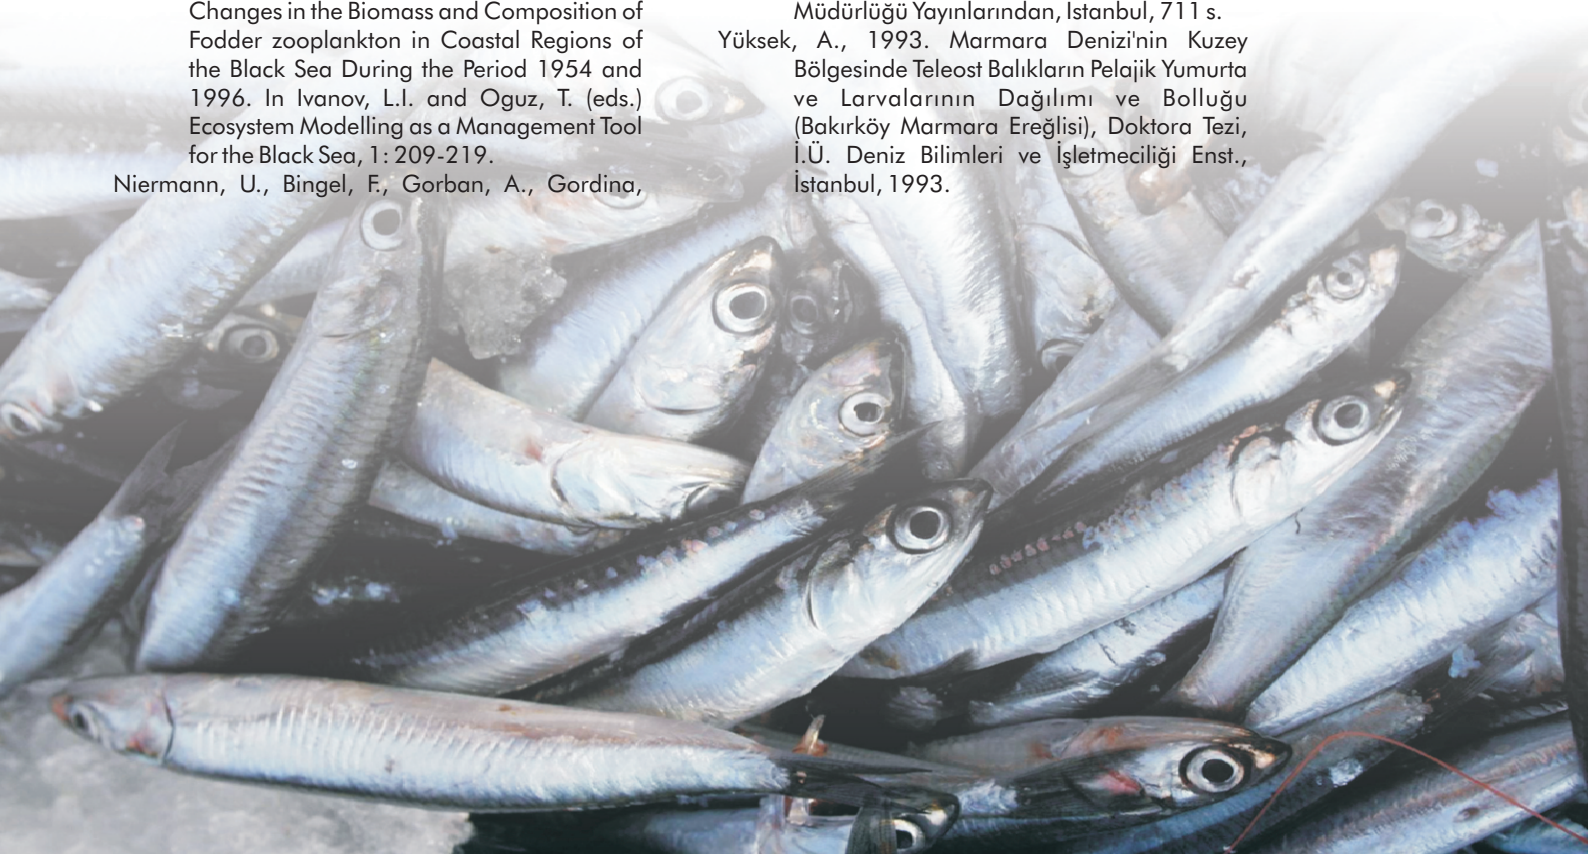 Changes in the Biomass and Composition of
Fodder zooplankton in Coastal Regions of
the Black Sea During the Period 1954 and
1996. In Ivanov, L.I. and Oguz, T. (eds.)
Ecosystem Modelling as a Management Tool
for the Black Sea, 1: 209-219.
Niermann, U., Bingel, F., Gorban, A., Gordina,
Müdürlüğü Yayınlarından, İstanbul, 711 s.
Yüksek, A., 1993. Marmara Denizi'nin Kuzey
Bölgesinde Teleost Balıkların Pelajik Yumurta
ve Larvalarının Dağılımı ve Bolluğu
(Bakırköy Marmara Ereğlisi), Doktora Tezi,
İ.Ü. Deniz Bilimleri ve İşletmeciliği Enst.,
İstanbul, 1993.